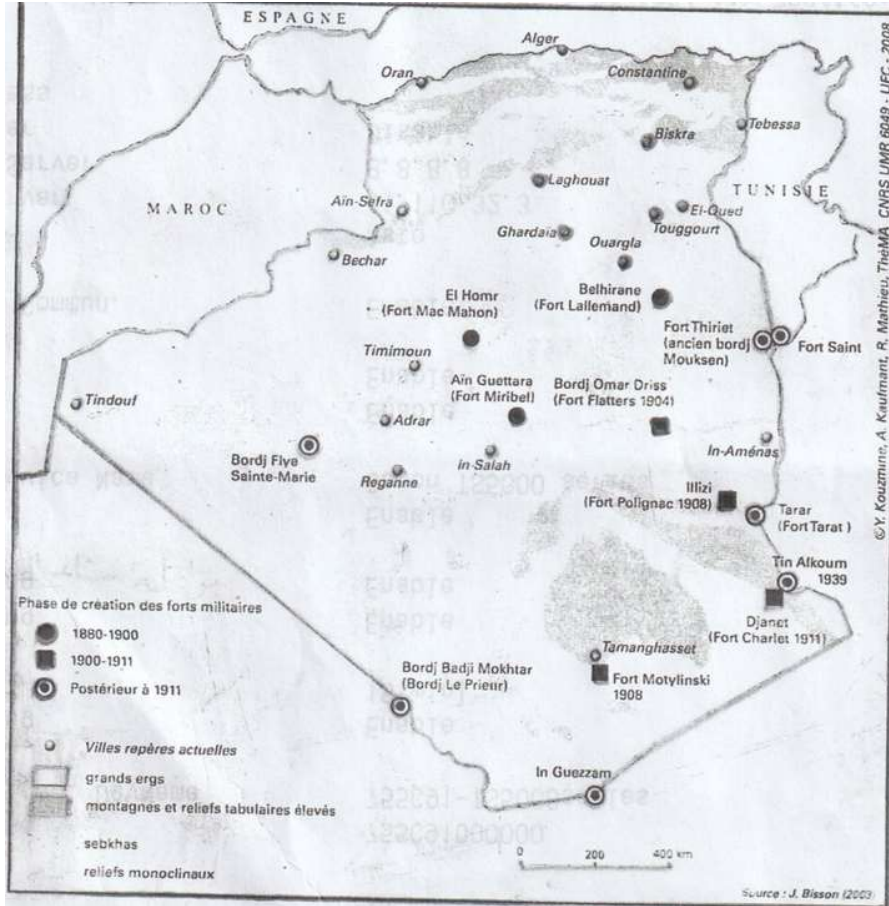 ESPAGNE
Alger
Oran
Constantine
Tebessa
Biskra
Laghouat
TUNISIE
MAROC
Aïn-Sefra
El-Oued
Touggourt
Ghardaïa
Ouargla
Bechar
El Homr
(Fort Mac Mahon)
Belhirane
(Fort Lallemand)
Fort Thiriet
(ancien bordj
Mouksen)
Fort Saint
Timimoun
Aïn Guettara
(Fort Miribel)
Bordj Omar Driss
(Fort Flatters 1904)
Tindouf
Adrar
In-Aménas
Bordj Flye
Sainte-Marie
in-Salah
Reganne
Illizi
(Fort Polignac 1908)
Tarar
(Fort Tarat )
Tin Alkoum
1939
Djanet
(Fort Charlet 1911)
Tamanghasset
Fort Motylinski
1908
Bordj Badji Mokhtar
(Bordj Le Prieur)
In Guezzam
Phase de création des forts militaires
1880-1900
1900-1911
Postérieur à 1911
Villes repères actuelles
grands ergs
montagnes et reliefs tabulaires élevés
sebkhas
reliefs monoclinaux
0 200 400 km
Source : J. Bisson (2003)
©Y. Kouzmine, A. Kaufmant, R. Mathieu, ThéMA, CNRS UMR 6049 - UFC - 2008